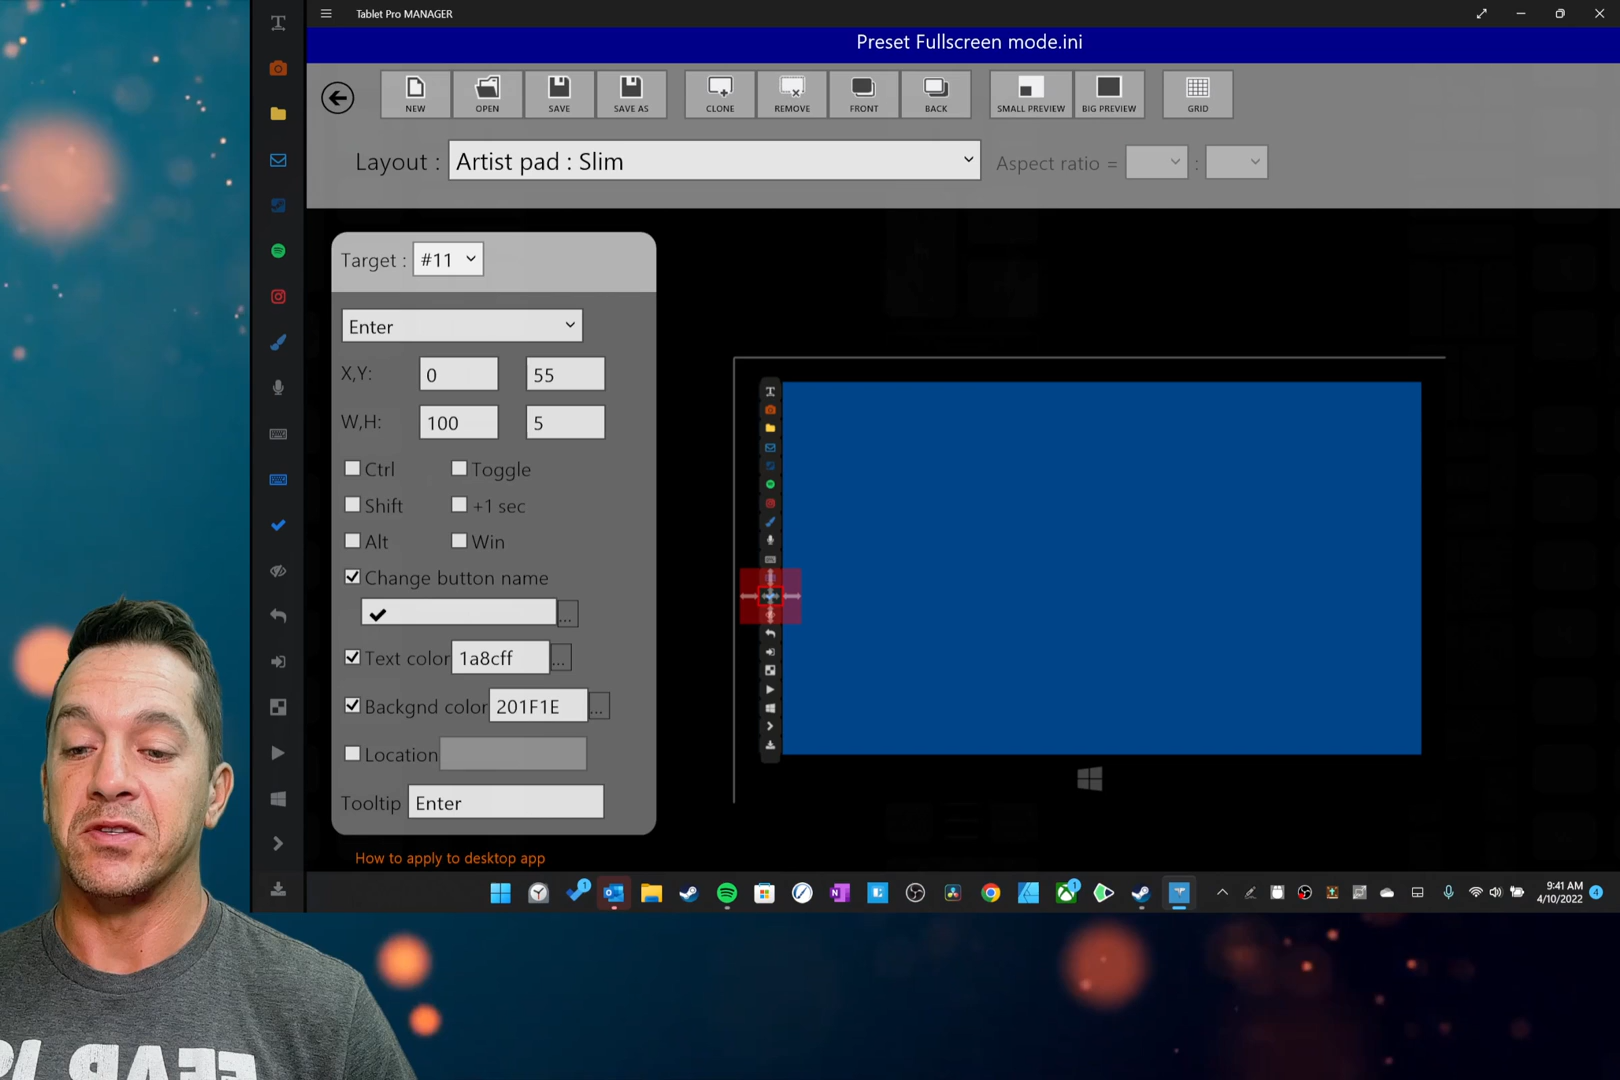 Tablet Pro MANAGER
Preset Fullscreen mode.ini
NEW
OPEN
SAVE
SAVE AS
CLONE
REMOVE
FRONT
BACK
SMALL PREVIEW
BIG PREVIEW
GRID
Layout : Artist pad : Slim
Aspect ratio = :
Target : #11
Enter
X,Y: 0 55
W,H: 100 5
Ctrl Toggle
Shift +1 sec
Alt Win
Change button name
...
Text color 1a8cff ...
Backgnd color 201F1E ...
Location
Tooltip Enter
How to apply to desktop app
1
1
9:41 AM
4/10/2022
4